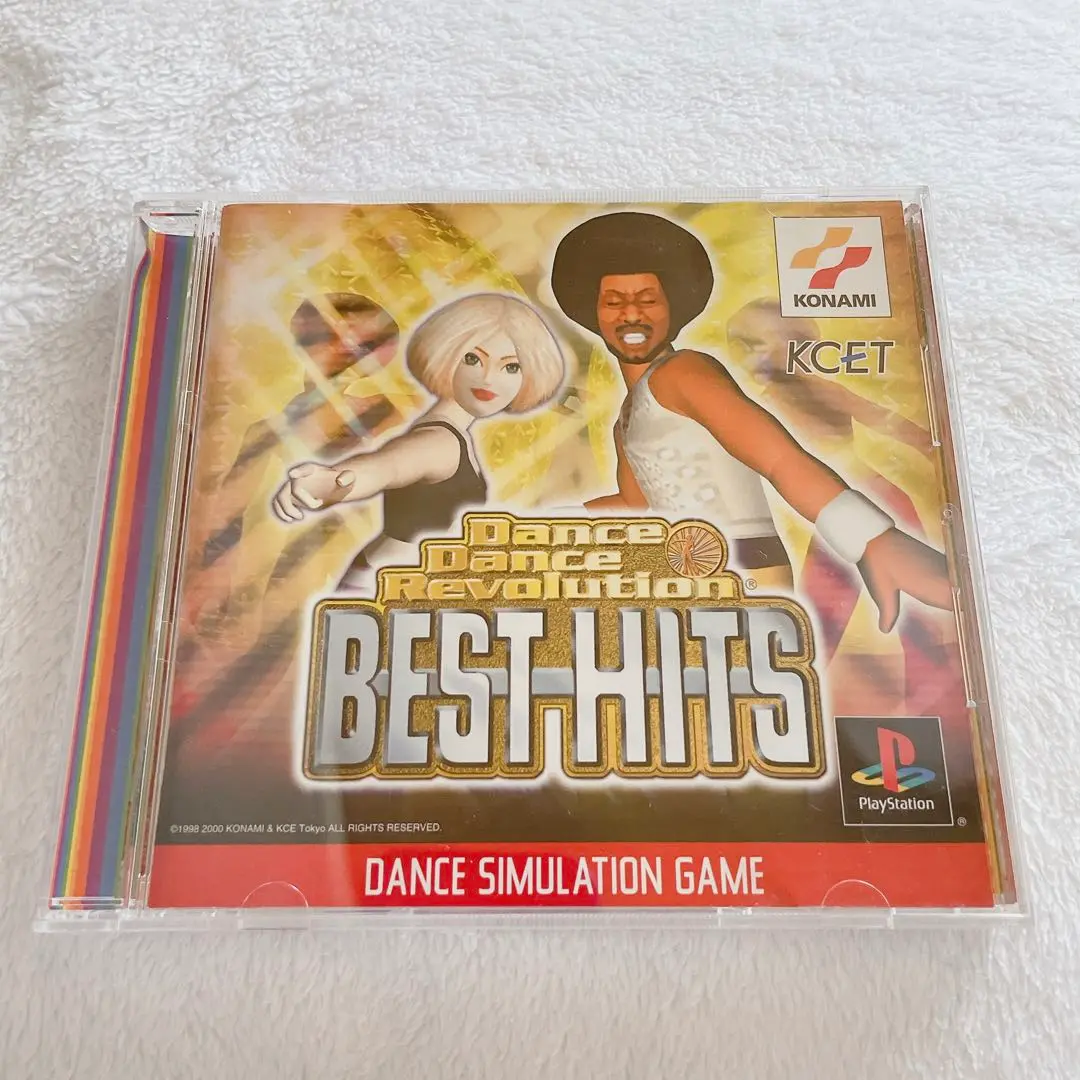 KONAMI
KCET
Dance
Dance
Revolution®
BEST HITS
PlayStation
®
©1998 2000 KONAMI & KCE Tokyo ALL RIGHTS RESERVED.
DANCE SIMULATION GAME